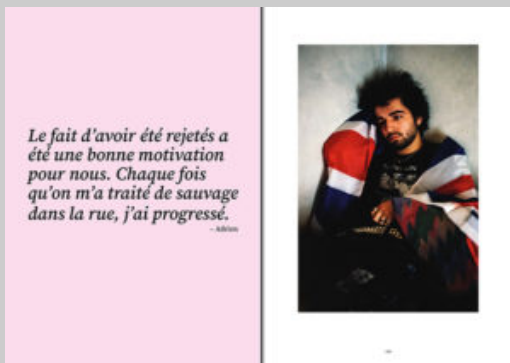 Le fait d'avoir été rejetés a
été une bonne motivation
pour nous. Chaque fois
qu'on m'a traité de sauvage
dans la rue, j'ai progressé.
– Adrien